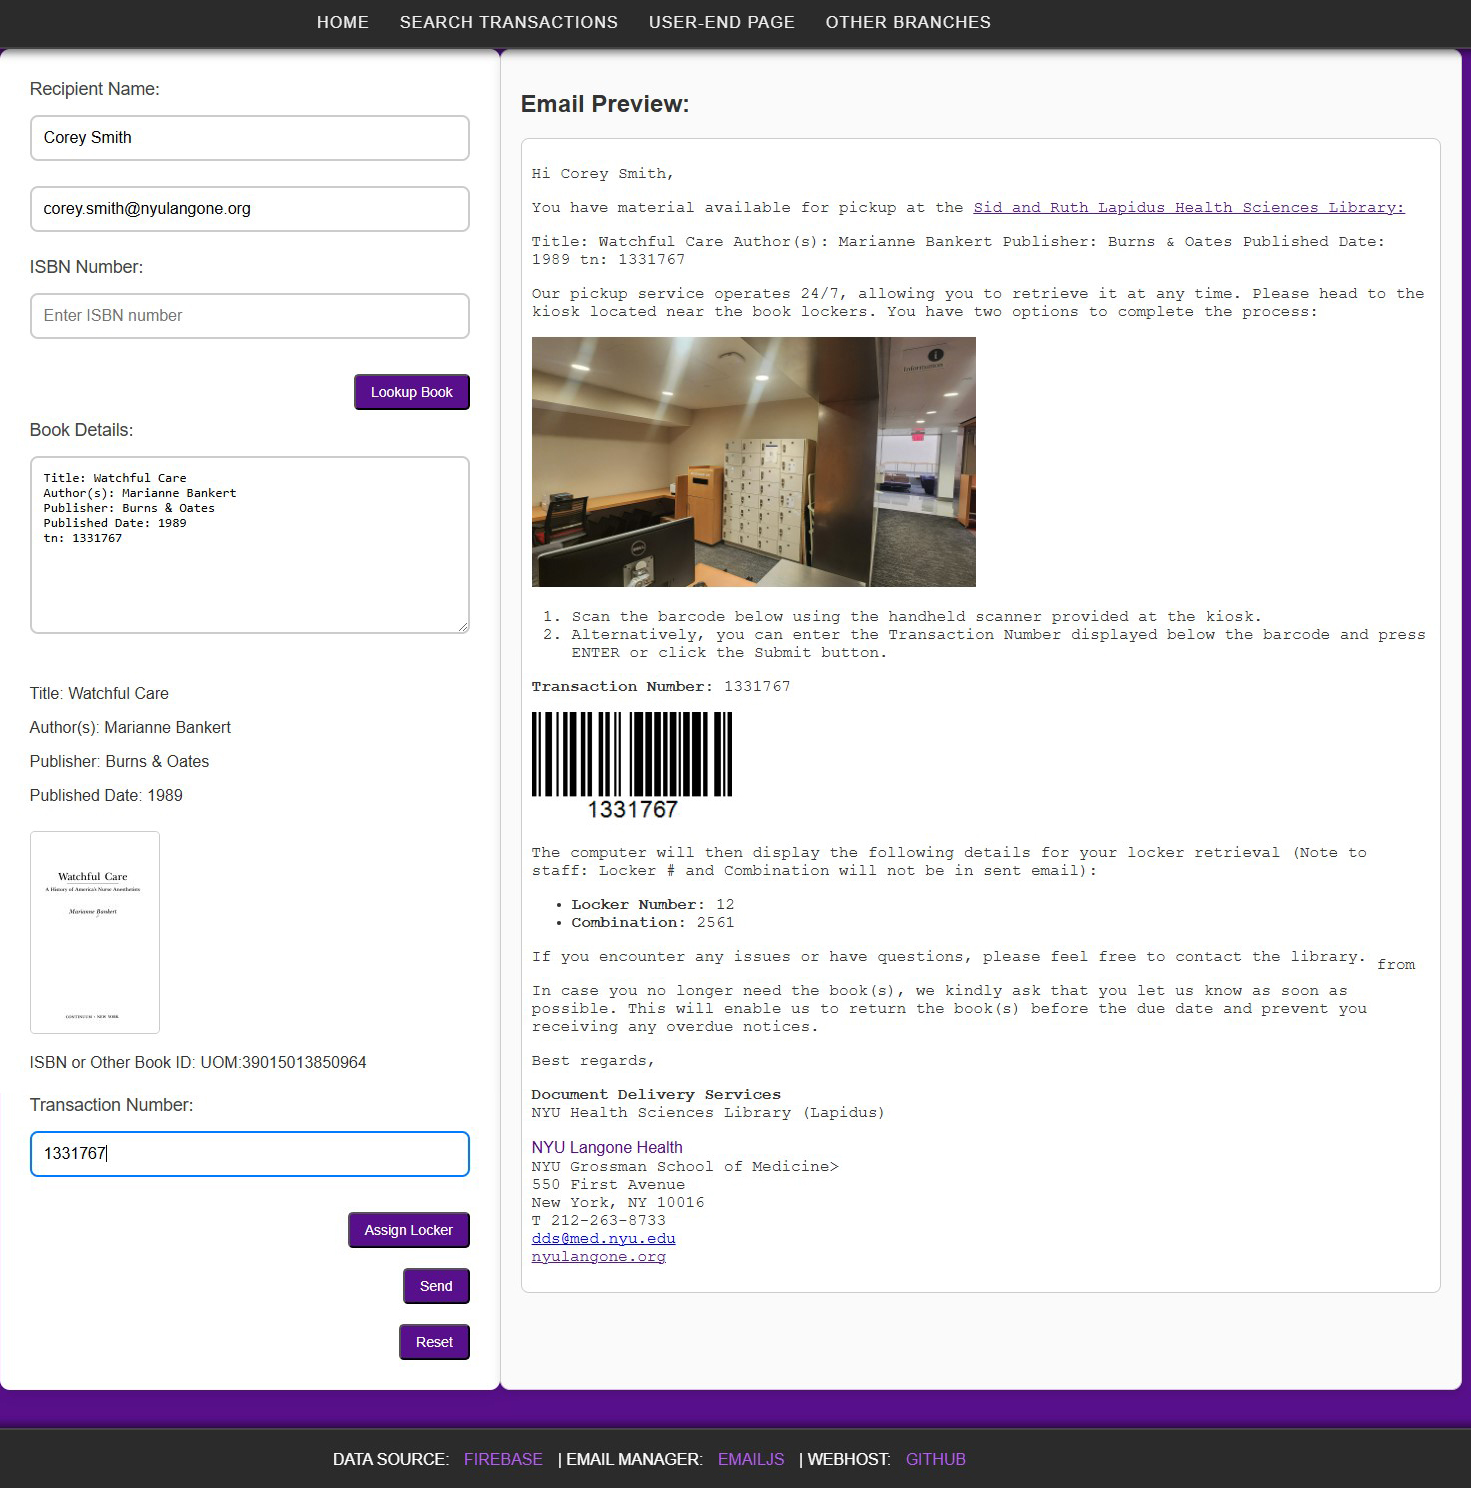 HOME SEARCH TRANSACTIONS USER-END PAGE OTHER BRANCHES
Recipient Name:
Corey Smith
corey.smith@nyulangone.org
ISBN Number:
Enter ISBN number
Lookup Book
Book Details:
Title: Watchful Care
Author(s): Marianne Bankert
Publisher: Burns & Oates
Published Date: 1989
tn: 1331767
Title: Watchful Care
Author(s): Marianne Bankert
Publisher: Burns & Oates
Published Date: 1989
Watchful Care
A History of America's Nurse Anesthetists
Marianne Bankert
CONTINUUM • NEW YORK
ISBN or Other Book ID: UOM:39015013850964
Transaction Number:
1331767
Assign Locker
Send
Reset
Email Preview:
Hi Corey Smith,
You have material available for pickup at the Sid and Ruth Lapidus Health Sciences Library:
Title: Watchful Care Author(s): Marianne Bankert Publisher: Burns & Oates Published Date:
1989 tn: 1331767
Our pickup service operates 24/7, allowing you to retrieve it at any time. Please head to the
kiosk located near the book lockers. You have two options to complete the process:
i
Information
DELL
1. Scan the barcode below using the handheld scanner provided at the kiosk.
2. Alternatively, you can enter the Transaction Number displayed below the barcode and press
ENTER or click the Submit button.
Transaction Number: 1331767
1331767
The computer will then display the following details for your locker retrieval (Note to
staff: Locker # and Combination will not be in sent email):
• Locker Number: 12
• Combination: 2561
If you encounter any issues or have questions, please feel free to contact the library. from
In case you no longer need the book(s), we kindly ask that you let us know as soon as
possible. This will enable us to return the book(s) before the due date and prevent you
receiving any overdue notices.
Best regards,
Document Delivery Services
NYU Health Sciences Library (Lapidus)
NYU Langone Health
NYU Grossman School of Medicine>
550 First Avenue
New York, NY 10016
T 212-263-8733
dds@med.nyu.edu
nyulangone.org
DATA SOURCE: FIREBASE | EMAIL MANAGER: EMAILJS | WEBHOST: GITHUB